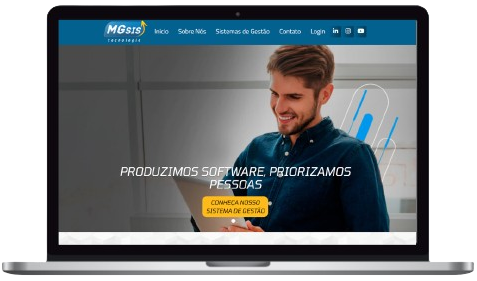 MGsis
tecnologia
Início Sobre Nós Sistemas de Gestão Contato Login in
PRODUZIMOS SOFTWARE, PRIORIZAMOS
PESSOAS
CONHEÇA NOSSO
SISTEMA DE GESTÃO